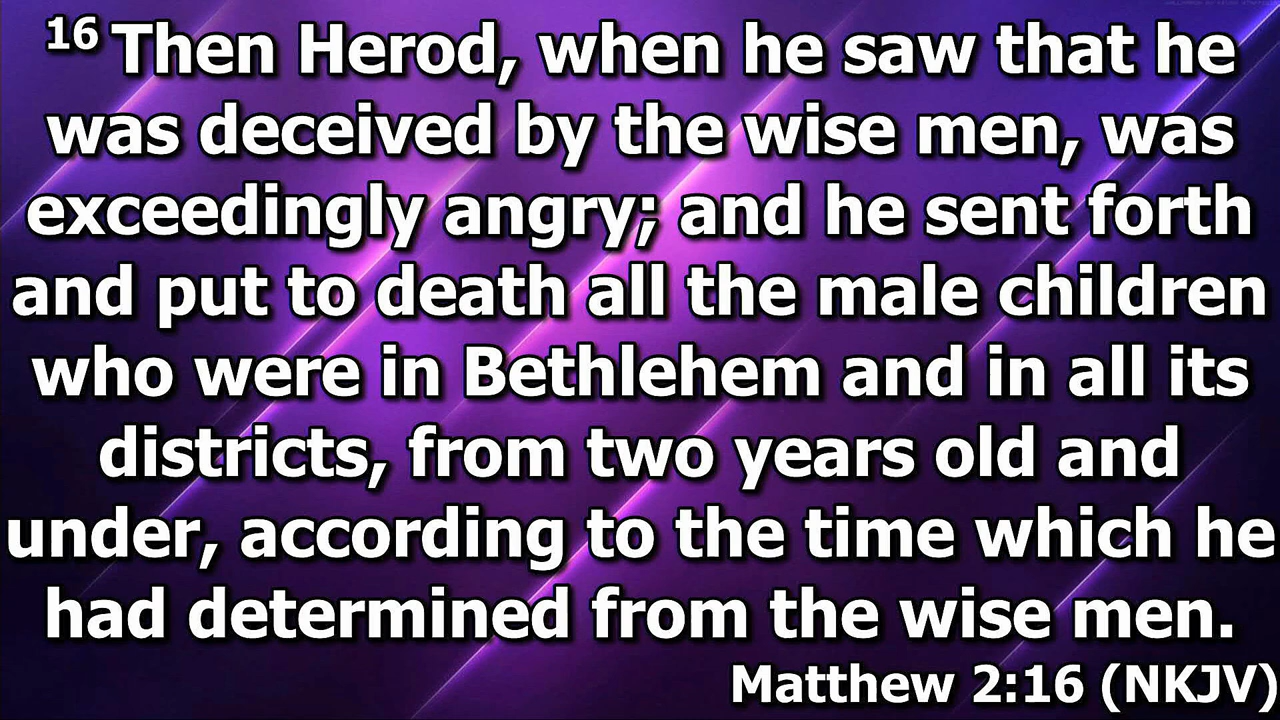 16 Then Herod, when he saw that he
was deceived by the wise men, was
exceedingly angry; and he sent forth
and put to death all the male children
who were in Bethlehem and in all its
districts, from two years old and
under, according to the time which he
had determined from the wise men.
Matthew 2:16 (NKJV)